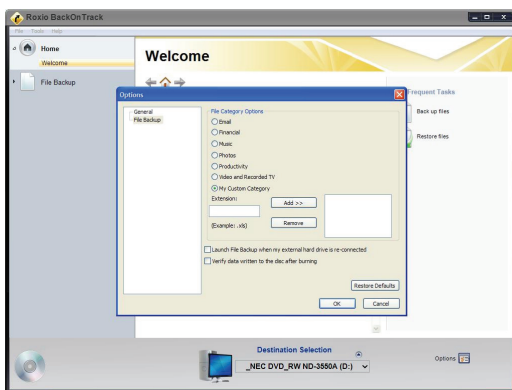 Roxio BackOnTrack
File Tools Help
Home
Welcome
File Backup
Welcome
Frequent Tasks
Back up files
Restore files
Options
General
File Backup
File Category Options
Email
Financial
Music
Photos
Productivity
Video and Recorded TV
My Custom Category
Extension:
Add >>
(Example: .xls)
Remove
Launch File Backup when my external hard drive is re-connected
Verify data written to the disc after burning
Restore Defaults
OK
Cancel
Destination Selection
_NEC DVD_RW ND-3550A (D:)
Options